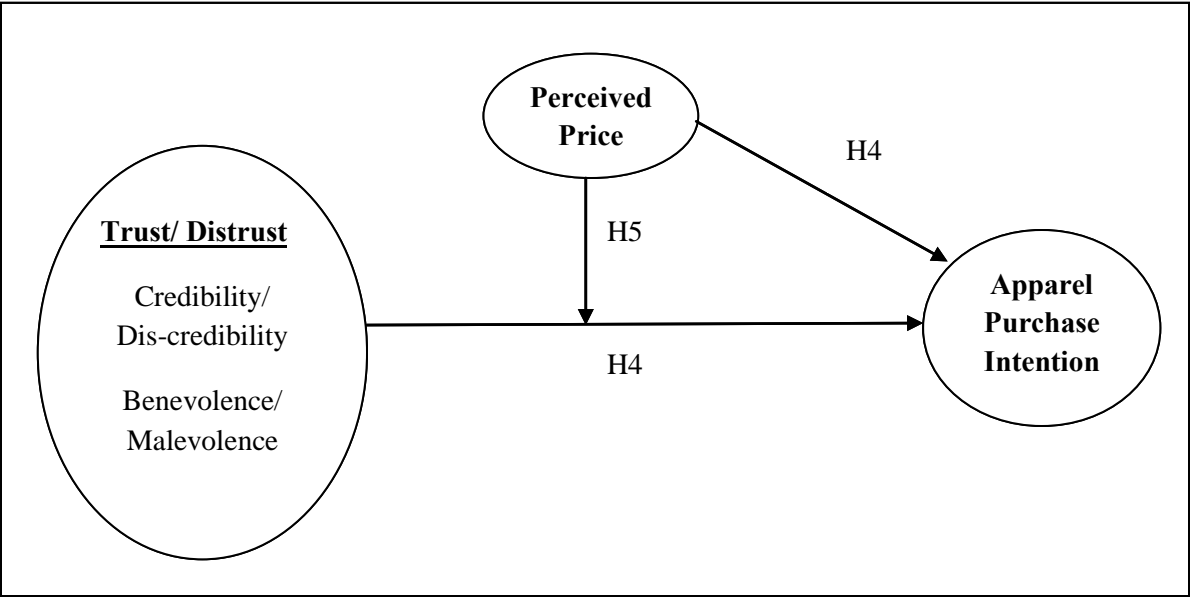 Perceived
Price
H4
Trust/ Distrust
H5
Credibility/
Dis-credibility
Apparel
Purchase
Intention
H4
Benevolence/
Malevolence